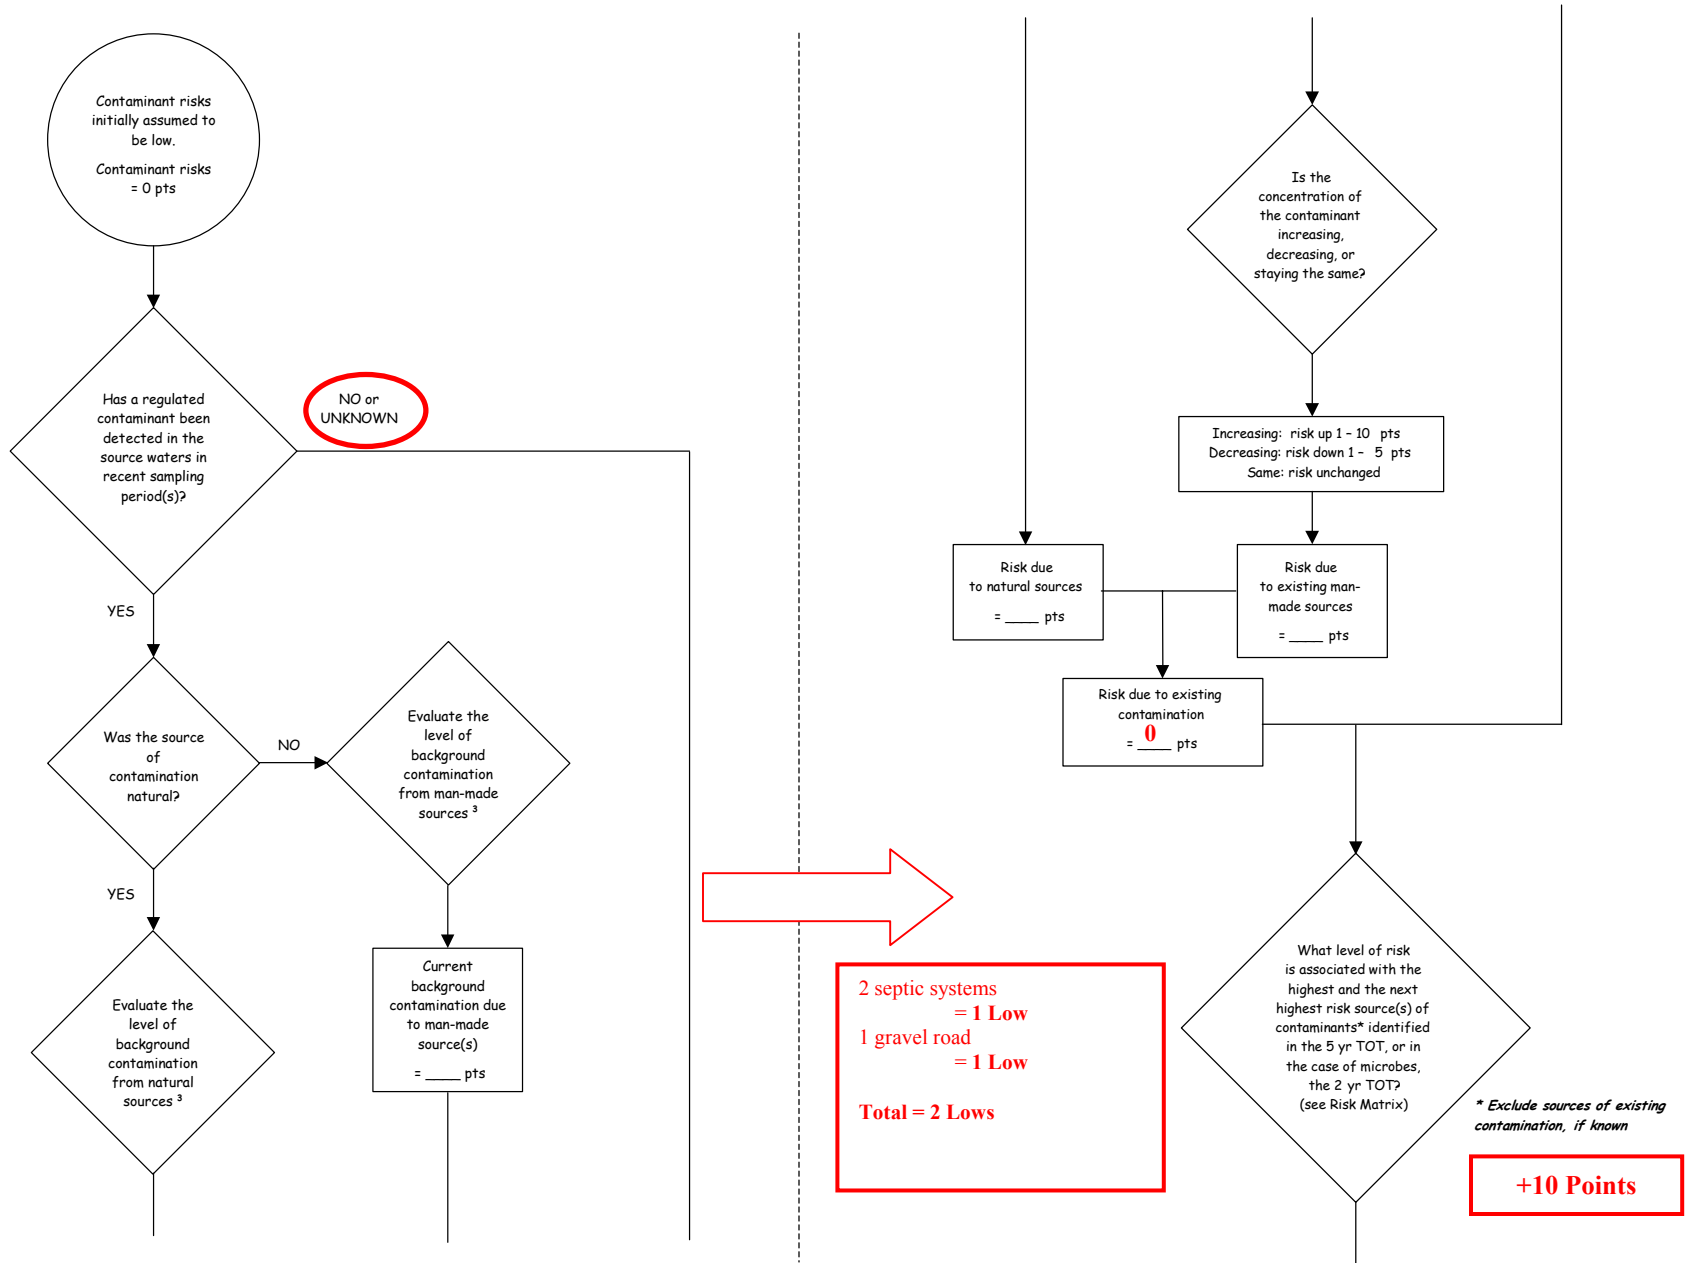 Contaminant risks
initially assumed to
be low.
Contaminant risks
= 0 pts
Has a regulated
contaminant been
detected in the
source waters in
recent sampling
period(s)?
NO or
UNKNOWN
YES
Was the source
of
contamination
natural?
NO
Evaluate the
level of
background
contamination
from man-made
sources ³
YES
Evaluate the
level of
background
contamination
from natural
sources ³
Current
background
contamination due
to man-made
source(s)
= ____ pts
Is the
concentration of
the contaminant
increasing,
decreasing, or
staying the same?
Increasing: risk up 1 – 10 pts
Decreasing: risk down 1 – 5 pts
Same: risk unchanged
Risk due
to natural sources
= ____ pts
Risk due
to existing man-
made sources
= ____ pts
Risk due to existing
contamination
0
= ____ pts
2 septic systems
= 1 Low
1 gravel road
= 1 Low
Total = 2 Lows
What level of risk
is associated with the
highest and the next
highest risk source(s) of
contaminants* identified
in the 5 yr TOT, or in
the case of microbes,
the 2 yr TOT?
(see Risk Matrix)
* Exclude sources of existing
contamination, if known
+10 Points